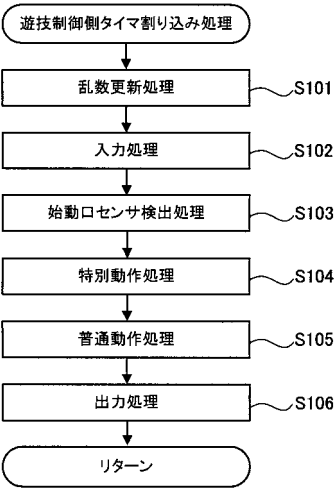 遊技制御側タイマ割り込み処理
乱数更新処理
S101
入力処理
S102
始動口センサ検出処理
S103
特別動作処理
S104
普通動作処理
S105
出力処理
S106
リターン